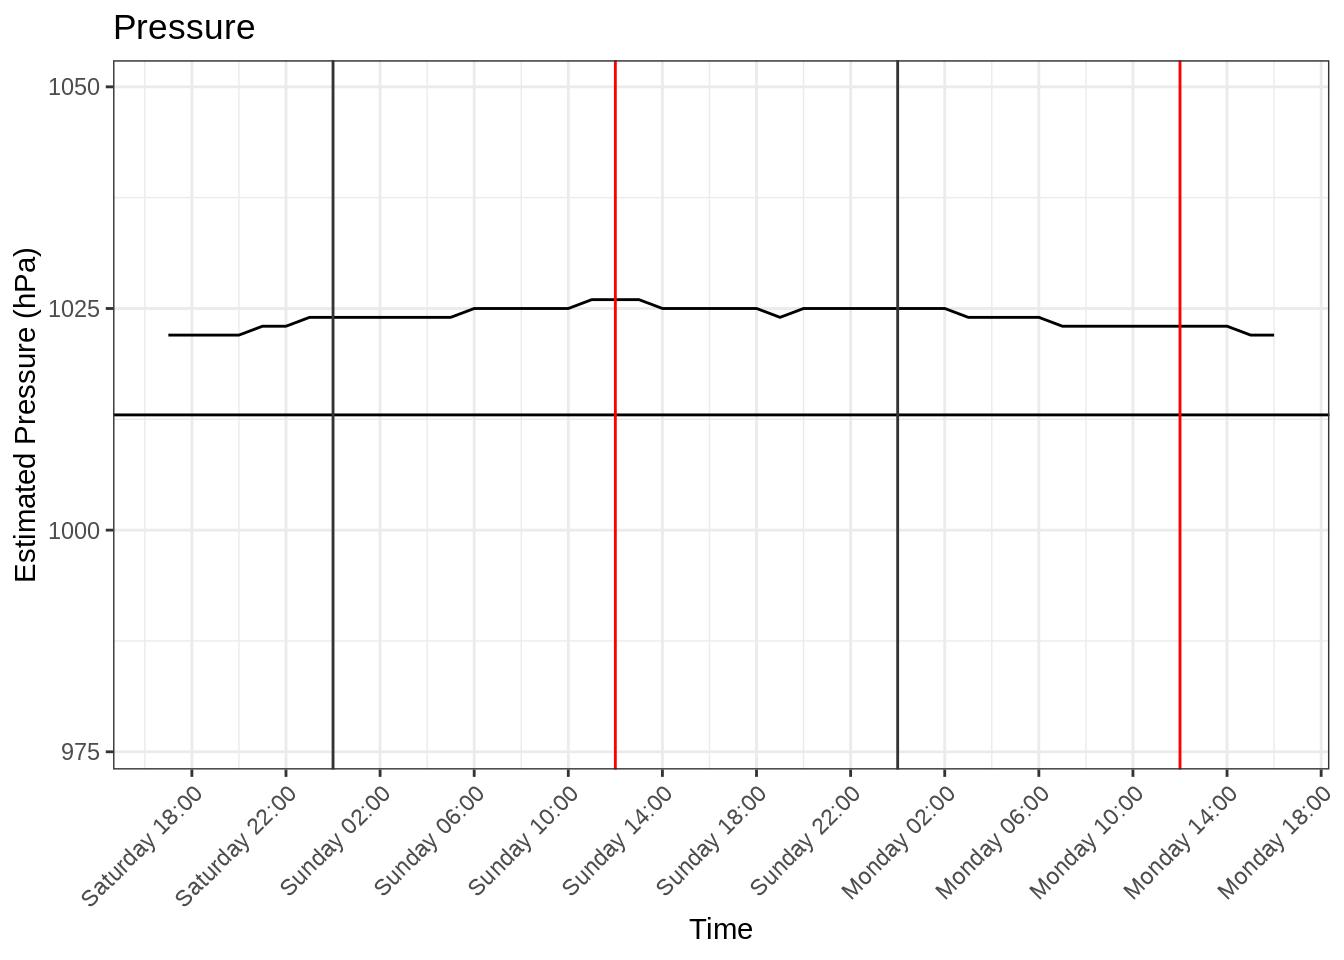 Pressure
Estimated Pressure (hPa)
1050
1025
1000
975
Saturday 18:00
Saturday 22:00
Sunday 02:00
Sunday 06:00
Sunday 10:00
Sunday 14:00
Sunday 18:00
Sunday 22:00
Monday 02:00
Monday 06:00
Monday 10:00
Monday 14:00
Monday 18:00
Time